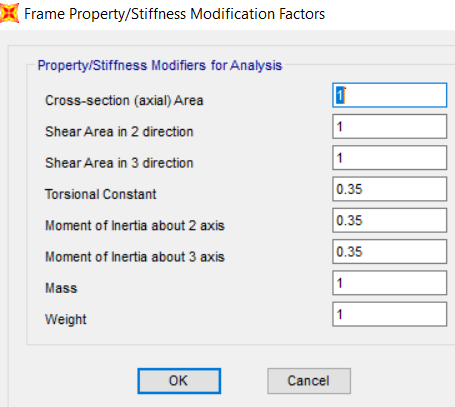 Frame Property/Stiffness Modification Factors
Property/Stiffness Modifiers for Analysis
Cross-section (axial) Area 1
Shear Area in 2 direction 1
Shear Area in 3 direction 1
Torsional Constant 0.35
Moment of Inertia about 2 axis 0.35
Moment of Inertia about 3 axis 0.35
Mass 1
Weight 1
OK Cancel